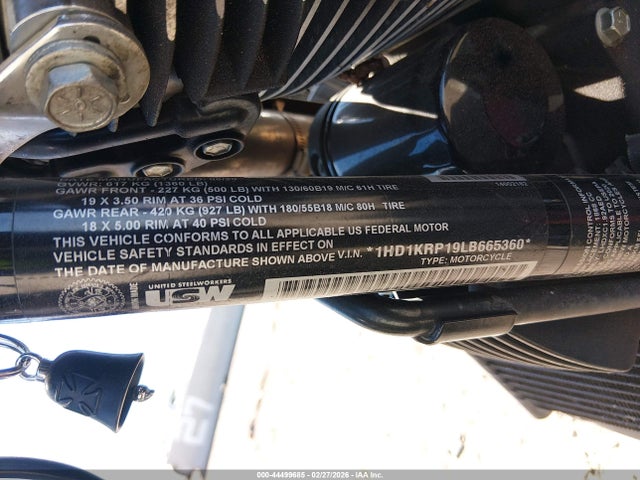 GVWR: 617 KG (1360 LB)
GAWR FRONT - 227 KG (500 LB) WITH 130/60B19 M/C 61H TIRE
19 X 3.50 RIM AT 36 PSI COLD
GAWR REAR - 420 KG (927 LB) WITH 180/55B18 M/C 80H TIRE
18 X 5.00 RIM AT 40 PSI COLD
THIS VEHICLE CONFORMS TO ALL APPLICABLE US FEDERAL MOTOR
VEHICLE SAFETY STANDARDS IN EFFECT ON
THE DATE OF MANUFACTURE SHOWN ABOVE V.I.N. *1HD1KRP19LB665360*
TYPE: MOTORCYCLE
14002182
UNITED STEELWORKERS
USW
UNION MADE
27
000-44499685 - 02/27/2026 - IAA Inc.